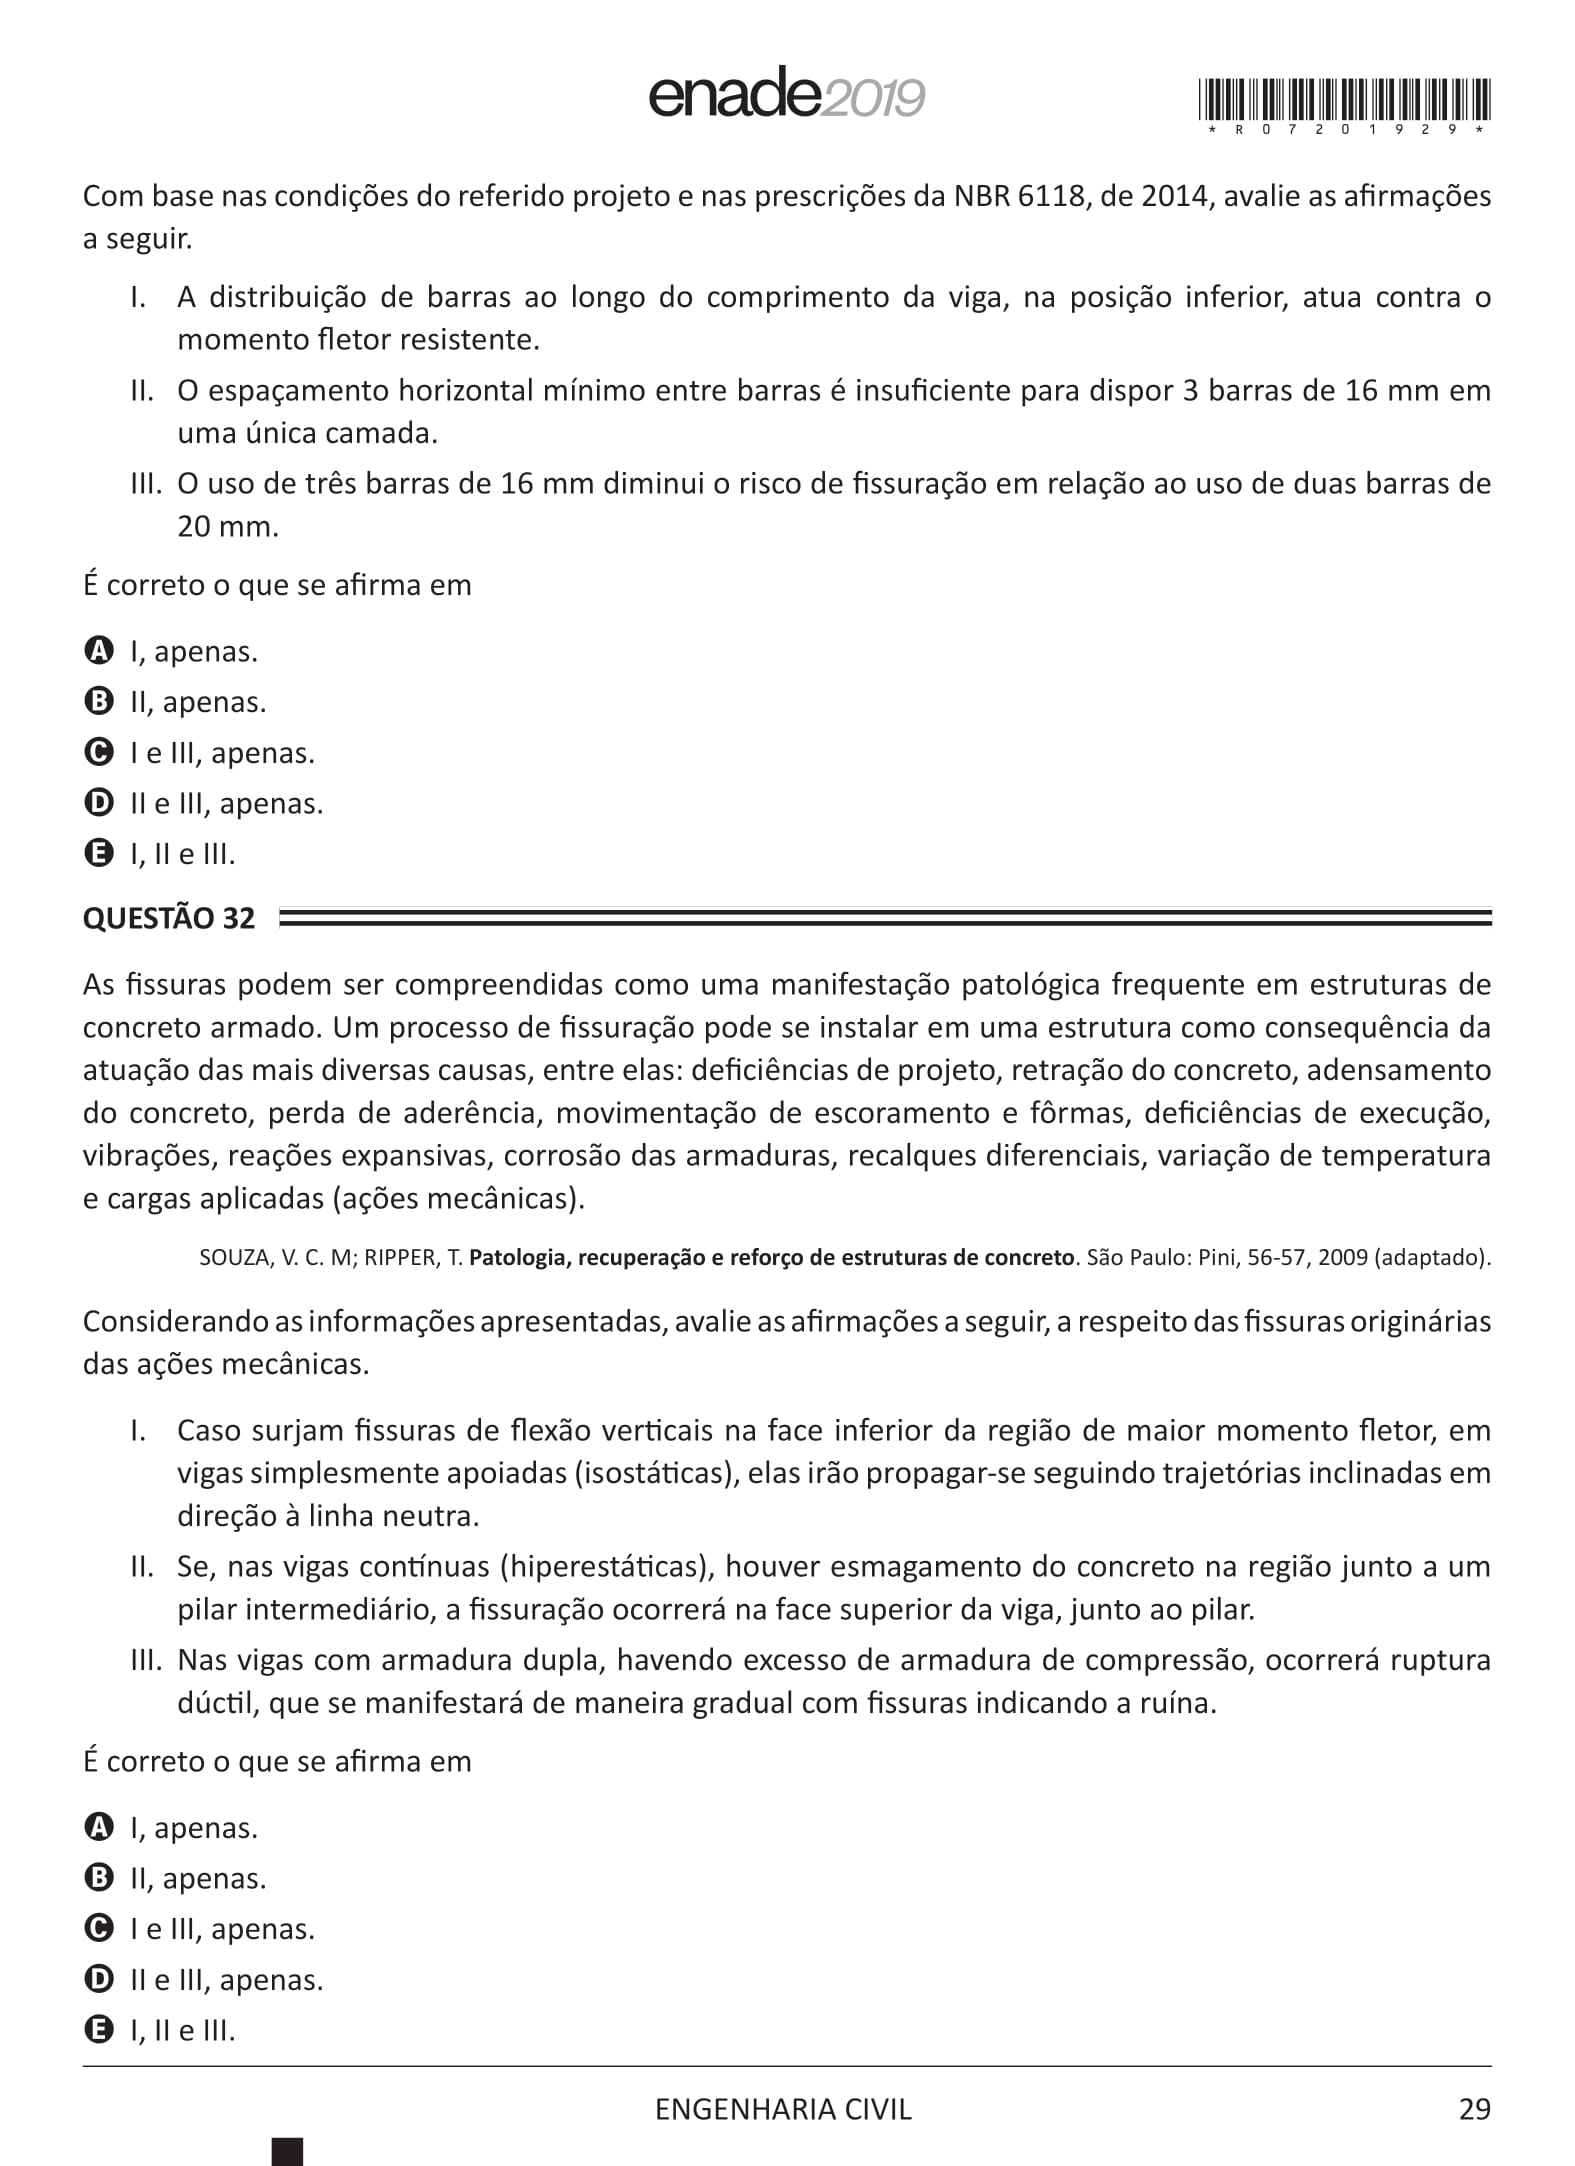 enade2019
*R07201929*
Com base nas condições do referido projeto e nas prescrições da NBR 6118, de 2014, avalie as afirmações
a seguir.
I. A distribuição de barras ao longo do comprimento da viga, na posição inferior, atua contra o
momento fletor resistente.
II. O espaçamento horizontal mínimo entre barras é insuficiente para dispor 3 barras de 16 mm em
uma única camada.
III. O uso de três barras de 16 mm diminui o risco de fissuração em relação ao uso de duas barras de
20 mm.
É correto o que se afirma em
A I, apenas.
B II, apenas.
C I e III, apenas.
D II e III, apenas.
E I, II e III.
QUESTÃO 32
As fissuras podem ser compreendidas como uma manifestação patológica frequente em estruturas de
concreto armado. Um processo de fissuração pode se instalar em uma estrutura como consequência da
atuação das mais diversas causas, entre elas: deficiências de projeto, retração do concreto, adensamento
do concreto, perda de aderência, movimentação de escoramento e fôrmas, deficiências de execução,
vibrações, reações expansivas, corrosão das armaduras, recalques diferenciais, variação de temperatura
e cargas aplicadas (ações mecânicas).
SOUZA, V. C. M; RIPPER, T. Patologia, recuperação e reforço de estruturas de concreto. São Paulo: Pini, 56-57, 2009 (adaptado).
Considerando as informações apresentadas, avalie as afirmações a seguir, a respeito das fissuras originárias
das ações mecânicas.
I. Caso surjam fissuras de flexão verticais na face inferior da região de maior momento fletor, em
vigas simplesmente apoiadas (isostáticas), elas irão propagar-se seguindo trajetórias inclinadas em
direção à linha neutra.
II. Se, nas vigas contínuas (hiperestáticas), houver esmagamento do concreto na região junto a um
pilar intermediário, a fissuração ocorrerá na face superior da viga, junto ao pilar.
III. Nas vigas com armadura dupla, havendo excesso de armadura de compressão, ocorrerá ruptura
dúctil, que se manifestará de maneira gradual com fissuras indicando a ruína.
É correto o que se afirma em
A I, apenas.
B II, apenas.
C I e III, apenas.
D II e III, apenas.
E I, II e III.
ENGENHARIA CIVIL
29